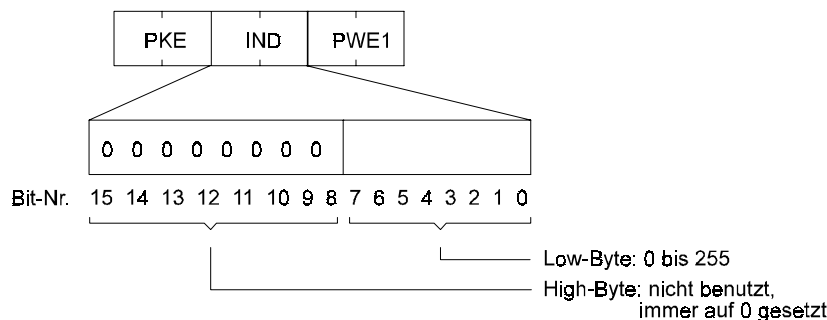 PKE IND PWE1
0 0 0 0 0 0 0 0
Bit-Nr. 15 14 13 12 11 10 9 8 7 6 5 4 3 2 1 0
Low-Byte: 0 bis 255
High-Byte: nicht benutzt,
immer auf 0 gesetzt